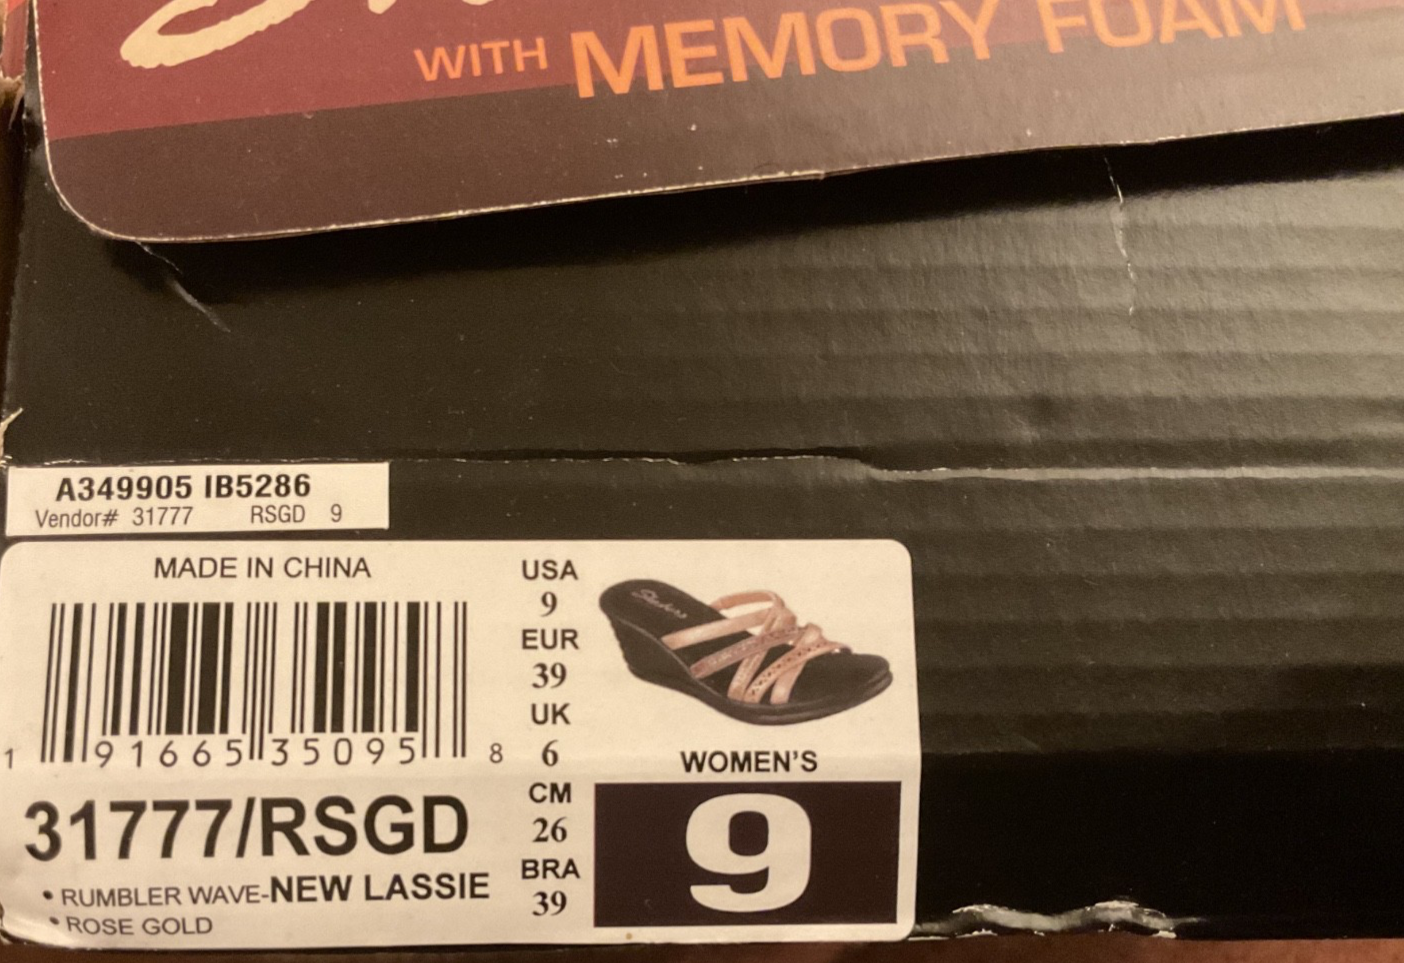 WITH MEMORY FOAM
A349905 IB5286
Vendor# 31777 RSGD 9
MADE IN CHINA
1 91665 35095 8
31777/RSGD
• RUMBLER WAVE-NEW LASSIE
• ROSE GOLD
USA
9
EUR
39
UK
6
CM
26
BRA
39
Skechers
WOMEN'S
9